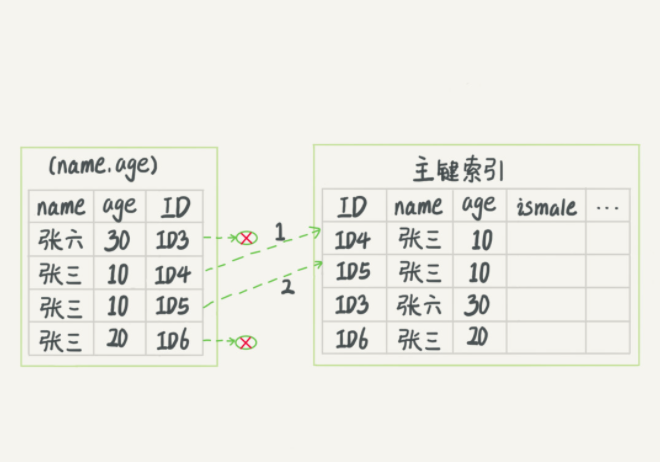 (name.age)
name age ID
张六 30 ID3
张三 10 ID4
张三 10 ID5
张三 20 ID6
1
2
主键索引
ID name age ismale ...
ID4 张三 10
ID5 张三 10
ID3 张六 30
ID6 张三 20